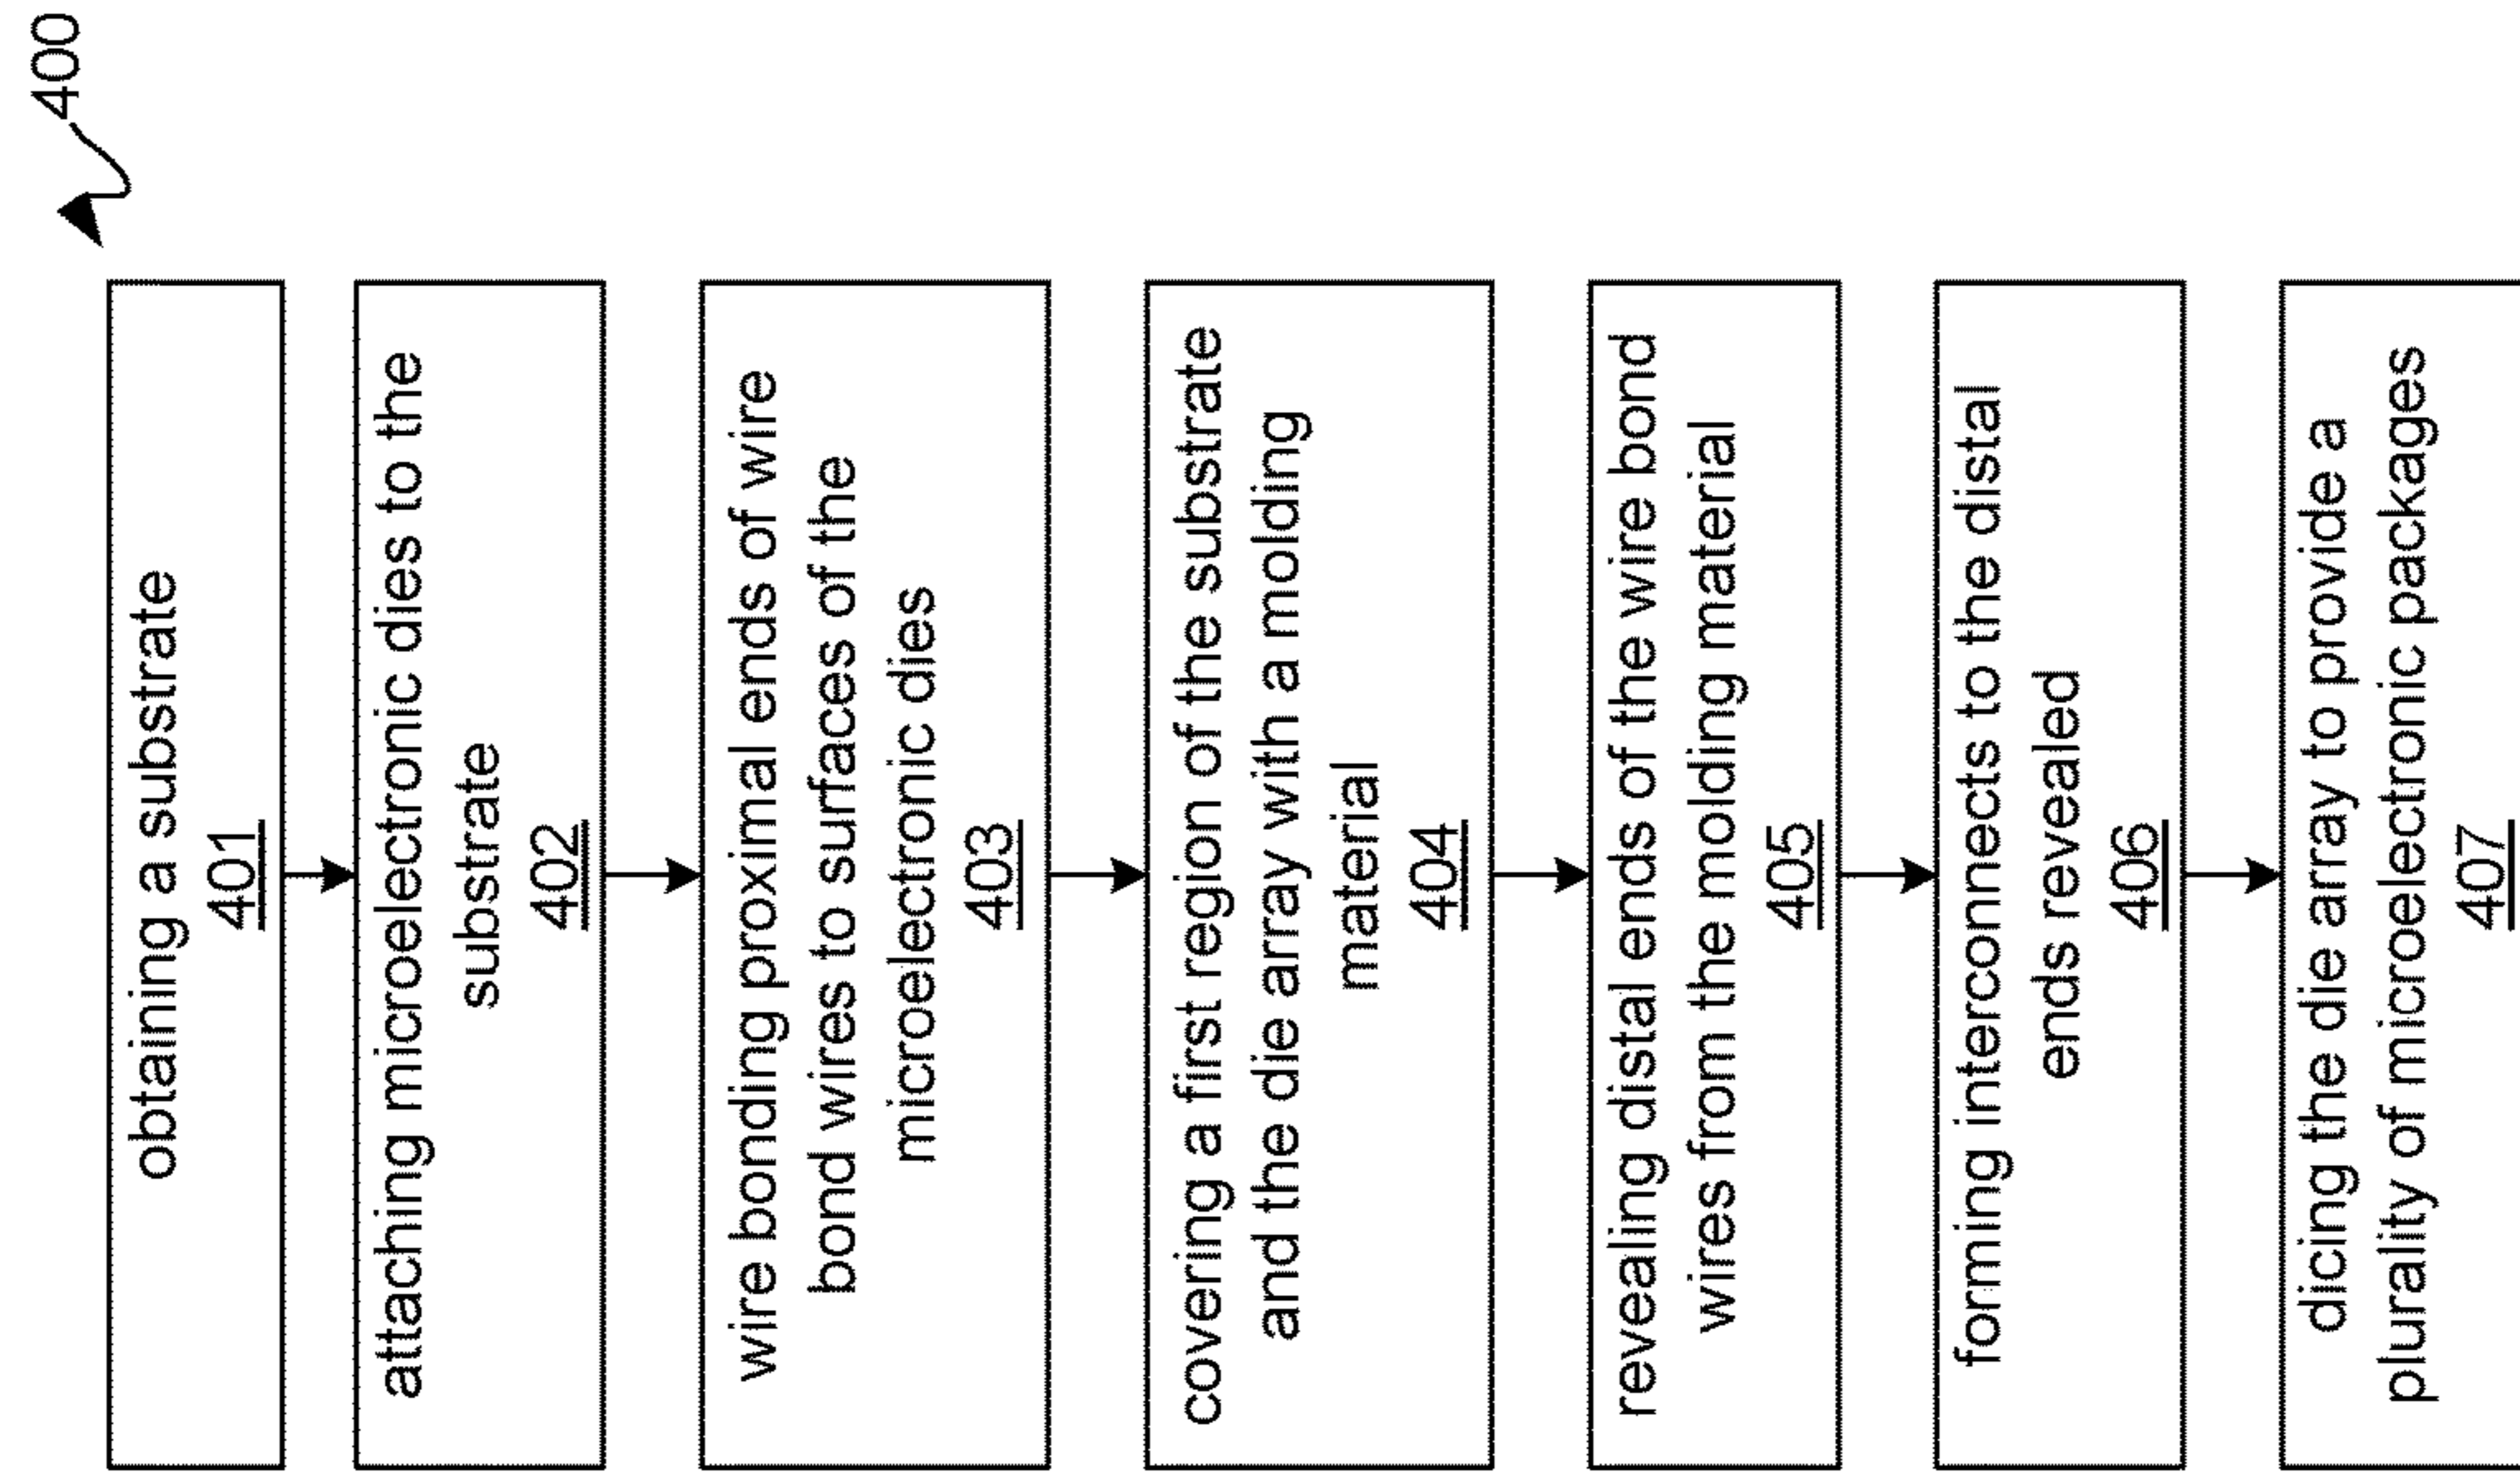 400
obtaining a substrate
401
attaching microelectronic dies to the
substrate
402
wire bonding proximal ends of wire
bond wires to surfaces of the
microelectronic dies
403
covering a first region of the substrate
and the die array with a molding
material
404
revealing distal ends of the wire bond
wires from the molding material
405
forming interconnects to the distal
ends revealed
406
dicing the die array to provide a
plurality of microelectronic packages
407